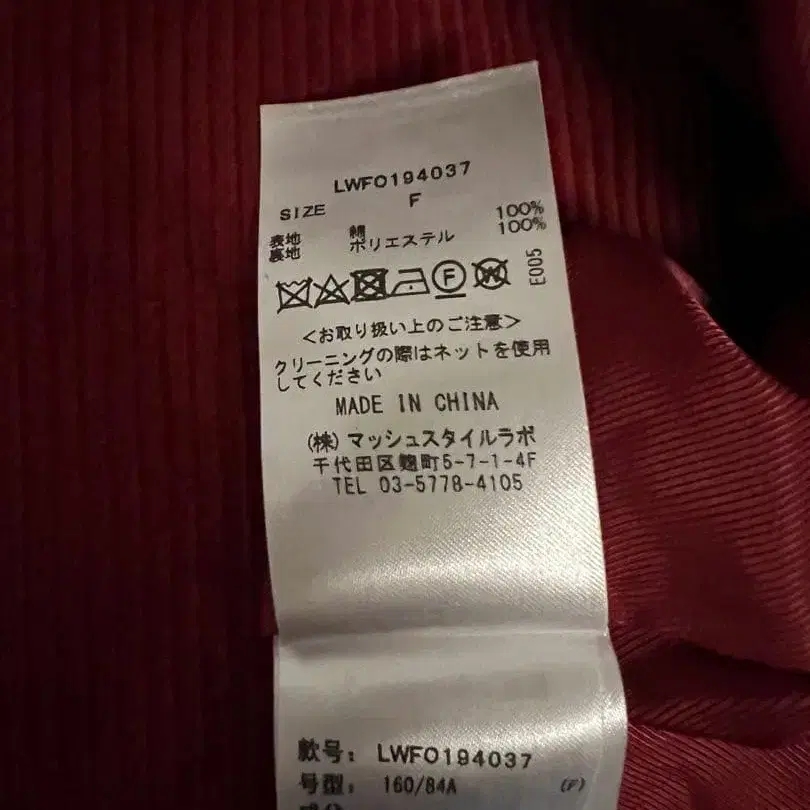 LWFO194037
SIZE F
表地 綿 100%
裏地 ポリエステル 100%
F W E005
<お取り扱い上のご注意>
クリーニングの際はネットを使用
してください
MADE IN CHINA
(株)マッシュスタイルラボ
千代田区麹町5-7-1-4F
TEL 03-5778-4105
款号: LWFO194037
号型: 160/84A (F)